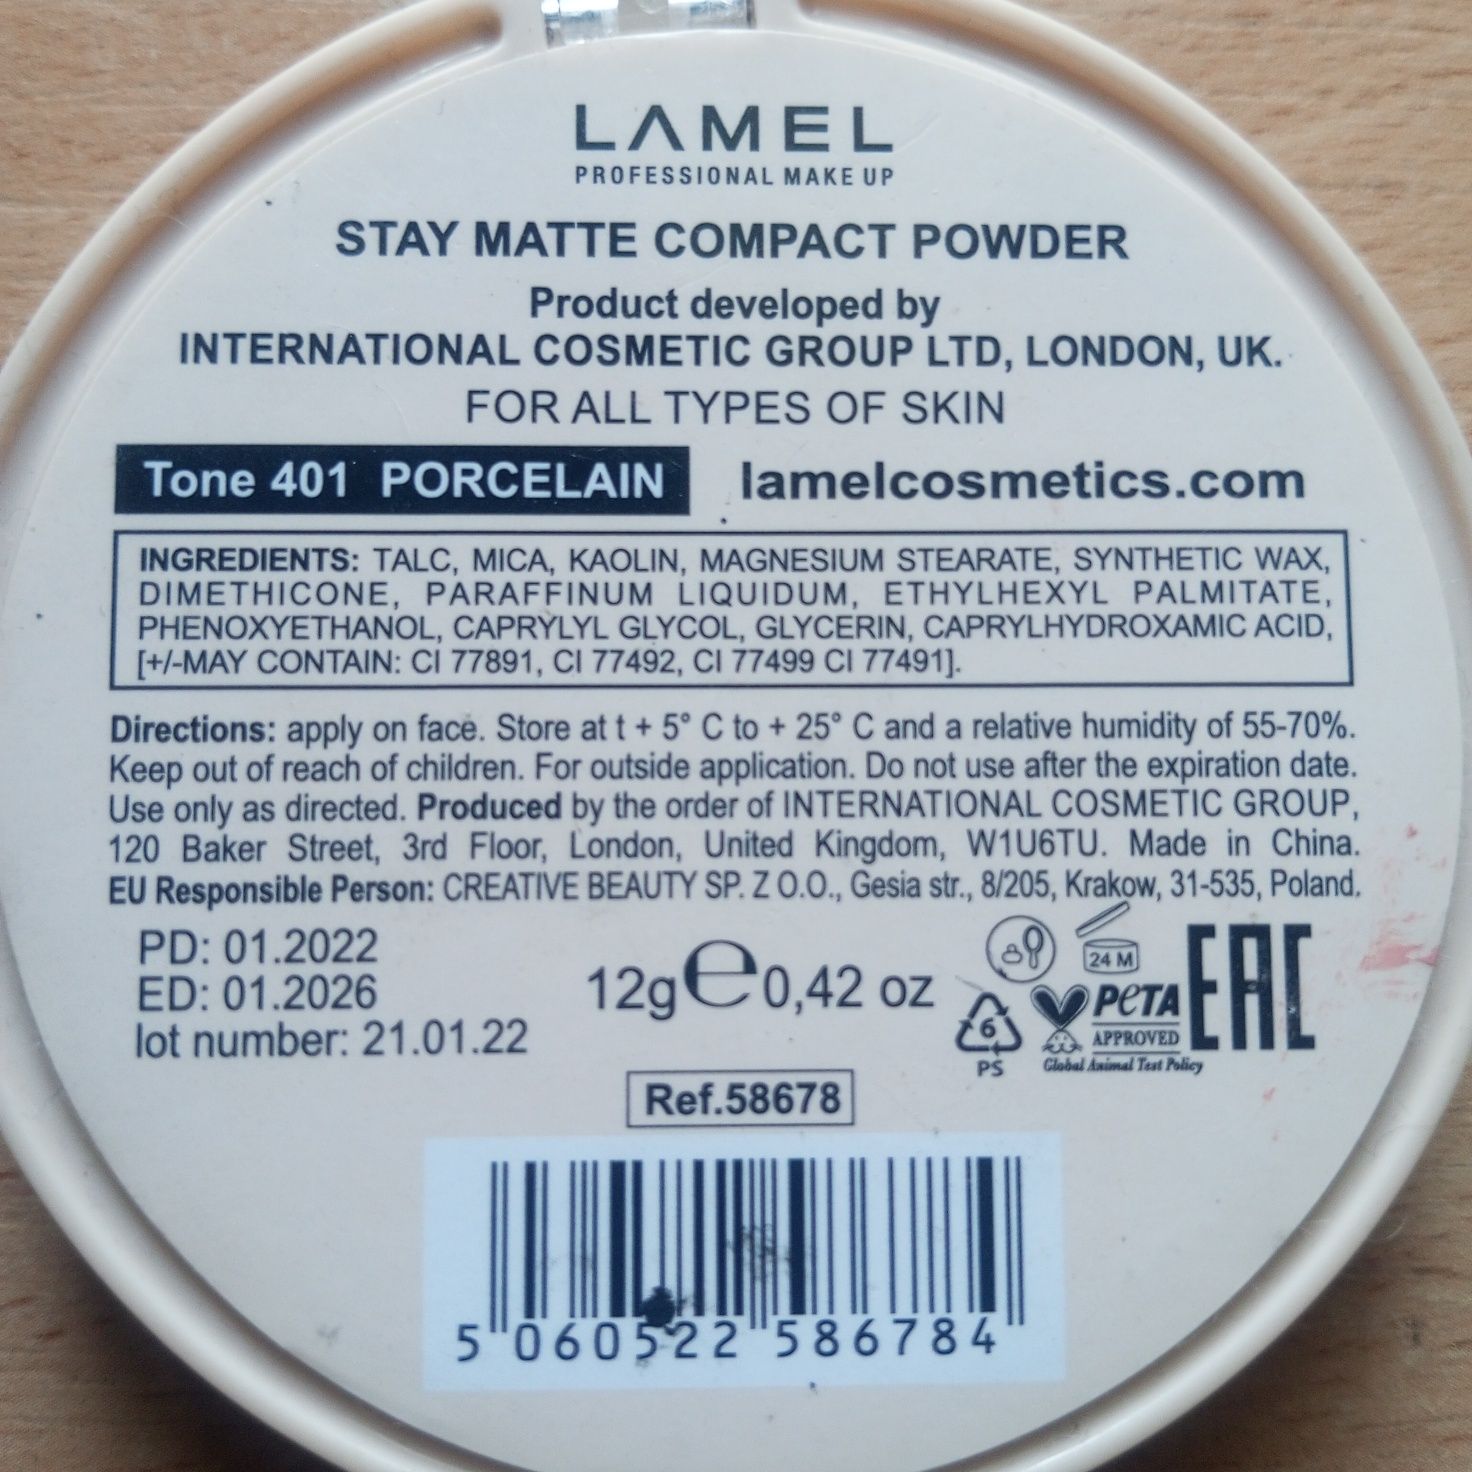 LAMEL
PROFESSIONAL MAKE UP
STAY MATTE COMPACT POWDER
Product developed by
INTERNATIONAL COSMETIC GROUP LTD, LONDON, UK.
FOR ALL TYPES OF SKIN
Tone 401 PORCELAIN lamelcosmetics.com
INGREDIENTS: TALC, MICA, KAOLIN, MAGNESIUM STEARATE, SYNTHETIC WAX,
DIMETHICONE, PARAFFINUM LIQUIDUM, ETHYLHEXYL PALMITATE,
PHENOXYETHANOL, CAPRYLYL GLYCOL, GLYCERIN, CAPRYLHYDROXAMIC ACID,
[+/-MAY CONTAIN: CI 77891, CI 77492, CI 77499 CI 77491].
Directions: apply on face. Store at t + 5° C to + 25° C and a relative humidity of 55-70%.
Keep out of reach of children. For outside application. Do not use after the expiration date.
Use only as directed. Produced by the order of INTERNATIONAL COSMETIC GROUP,
120 Baker Street, 3rd Floor, London, United Kingdom, W1U6TU. Made in China.
EU Responsible Person: CREATIVE BEAUTY SP. Z O.O., Gesia str., 8/205, Krakow, 31-535, Poland.
PD: 01.2022
ED: 01.2026
lot number: 21.01.22
12g e 0,42 oz
24 M
6
PS
PETA
APPROVED
Global Animal Test Policy
EAC
Ref.58678
5 060522 586784